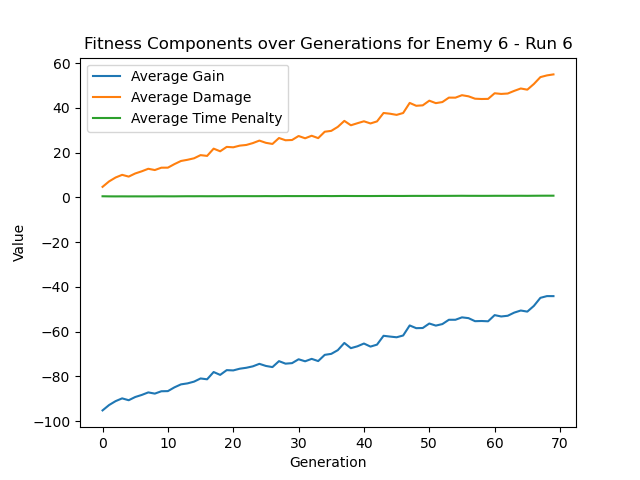 Fitness Components over Generations for Enemy 6 - Run 6
Average Gain
Average Damage
Average Time Penalty
60
40
20
0
−20
−40
−60
−80
−100
Value
0 10 20 30 40 50 60 70
Generation